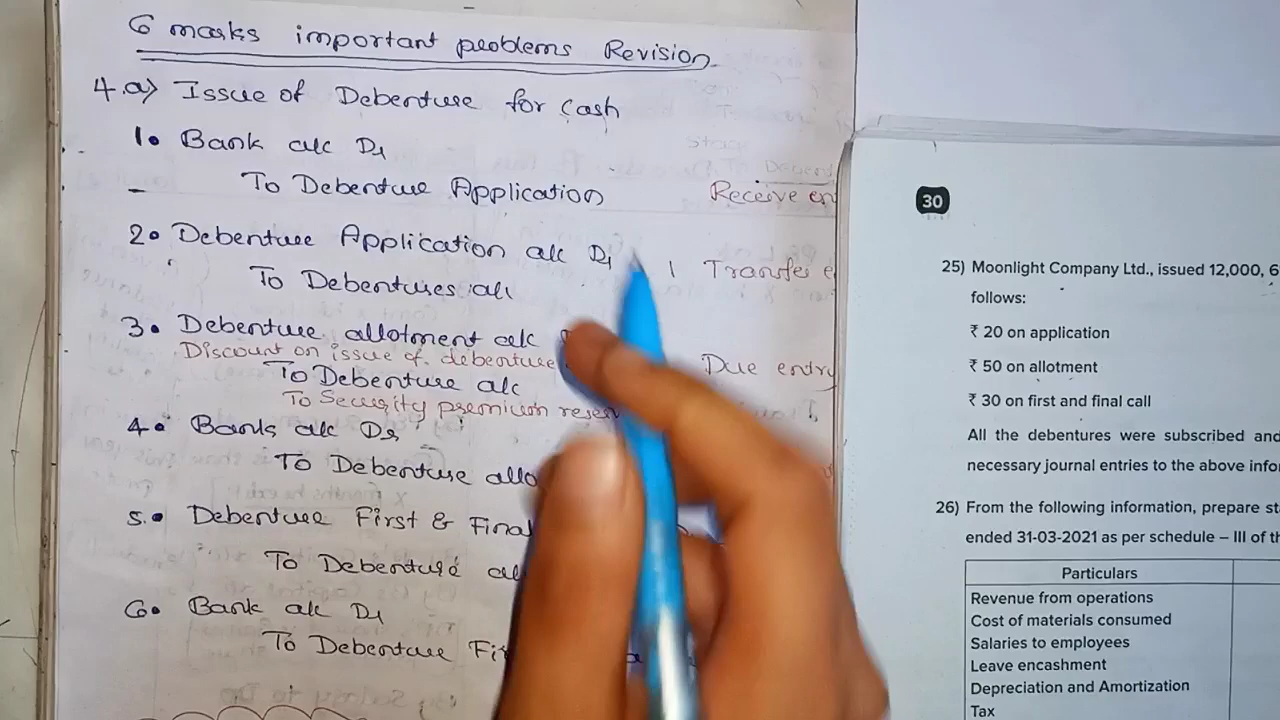 6 marks important problems Revision
4.a) Issue of Debenture for Cash
1. Bank a/c Dr
To Debenture Application
Receive en
2. Debenture Application a/c Dr
Transfer e
To Debentures a/c
3. Debenture allotment a/c
Discount on issue of debenture
Due entry
To Debenture a/c
To Security premium reser
4. Bank a/c Dr
To Debenture allo
5. Debenture First & Final
To Debenture a/c
6. Bank a/c Dr
To Debenture Fi
30
25) Moonlight Company Ltd., issued 12,000, 6
follows:
₹ 20 on application
₹ 50 on allotment
₹ 30 on first and final call
All the debentures were subscribed and
necessary journal entries to the above info
26) From the following information, prepare st
ended 31-03-2021 as per schedule – III of th
Particulars
Revenue from operations
Cost of materials consumed
Salaries to employees
Leave encashment
Depreciation and Amortization
Tax